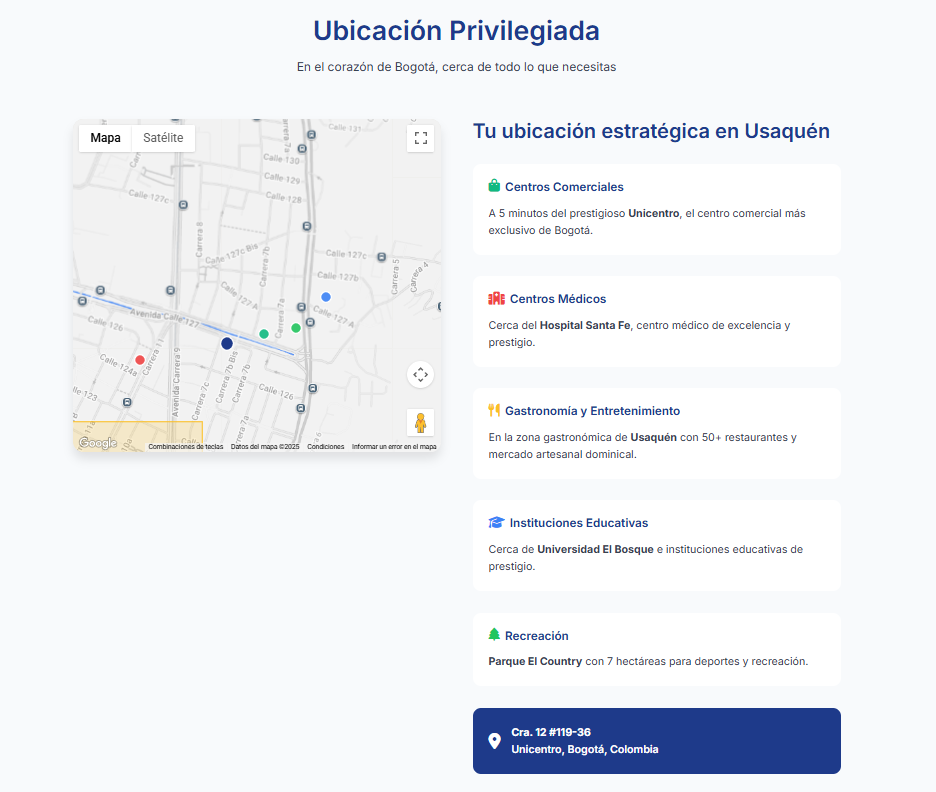 Ubicación Privilegiada
En el corazón de Bogotá, cerca de todo lo que necesitas
Mapa
Satélite
Calle 131
Calle 130
Calle 129
Calle 128
Calle 127c
Carrera 8
Calle 127c Bis
Carrera 7b
Calle 127c
Calle 127b
Carrera 5
Carrera 4
Calle 127 A
Carrera 7a
Calle 127 A
Avenida Calle 127
Calle 126
Carrera 11
Calle 124a
Avenida Carrera 9
Carrera 7c
Carrera 7b Bis
Carrera 7b
Calle 126
Calle 123
Carrera 7a
Google
Combinaciones de teclas
Datos del mapa ©2025
Condiciones
Informar un error en el mapa
Tu ubicación estratégica en Usaquén
Centros Comerciales
A 5 minutos del prestigioso Unicentro, el centro comercial más
exclusivo de Bogotá.
Centros Médicos
Cerca del Hospital Santa Fe, centro médico de excelencia y
prestigio.
Gastronomía y Entretenimiento
En la zona gastronómica de Usaquén con 50+ restaurantes y
mercado artesanal dominical.
Instituciones Educativas
Cerca de Universidad El Bosque e instituciones educativas de
prestigio.
Recreación
Parque El Country con 7 hectáreas para deportes y recreación.
Cra. 12 #119-36
Unicentro, Bogotá, Colombia